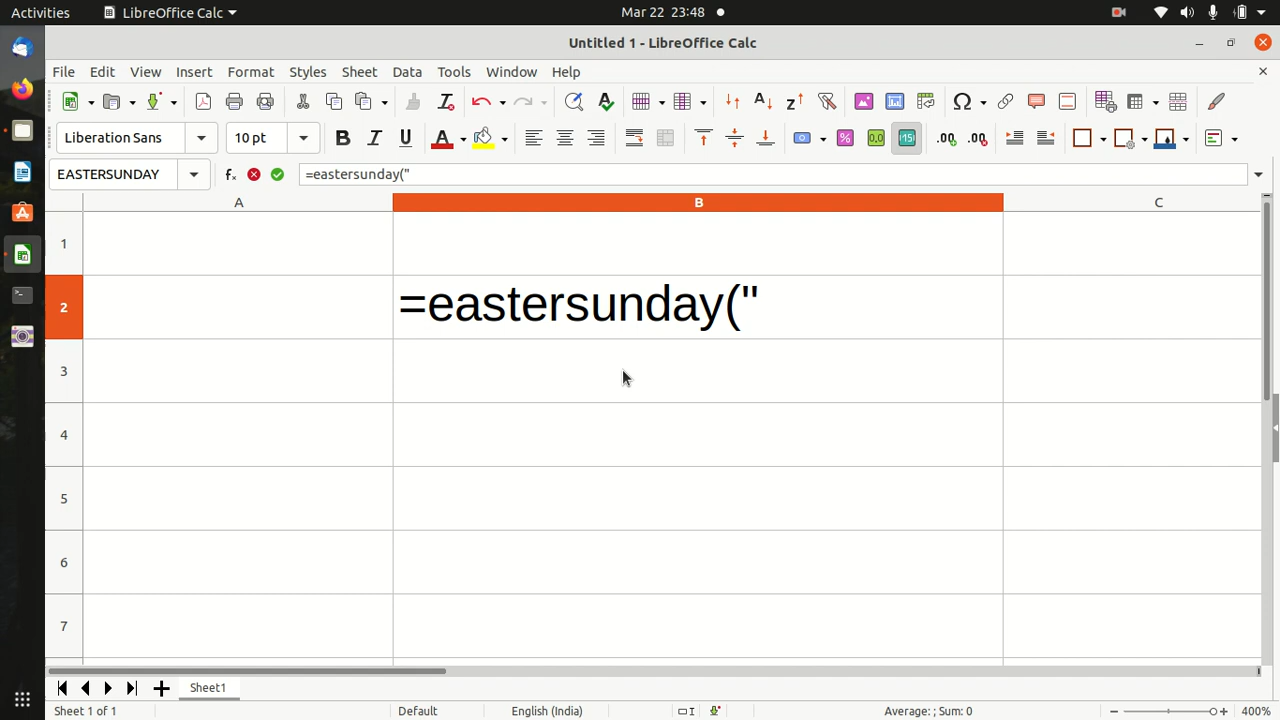 Activities LibreOffice Calc Mar 22 23:48
Untitled 1 - LibreOffice Calc
File Edit View Insert Format Styles Sheet Data Tools Window Help
Liberation Sans 10 pt
EASTERSUNDAY =eastersunday("
A B C
1
2 =eastersunday("
3
4
5
6
7
Sheet1
Sheet 1 of 1 Default English (India) Average: ; Sum: 0 400%